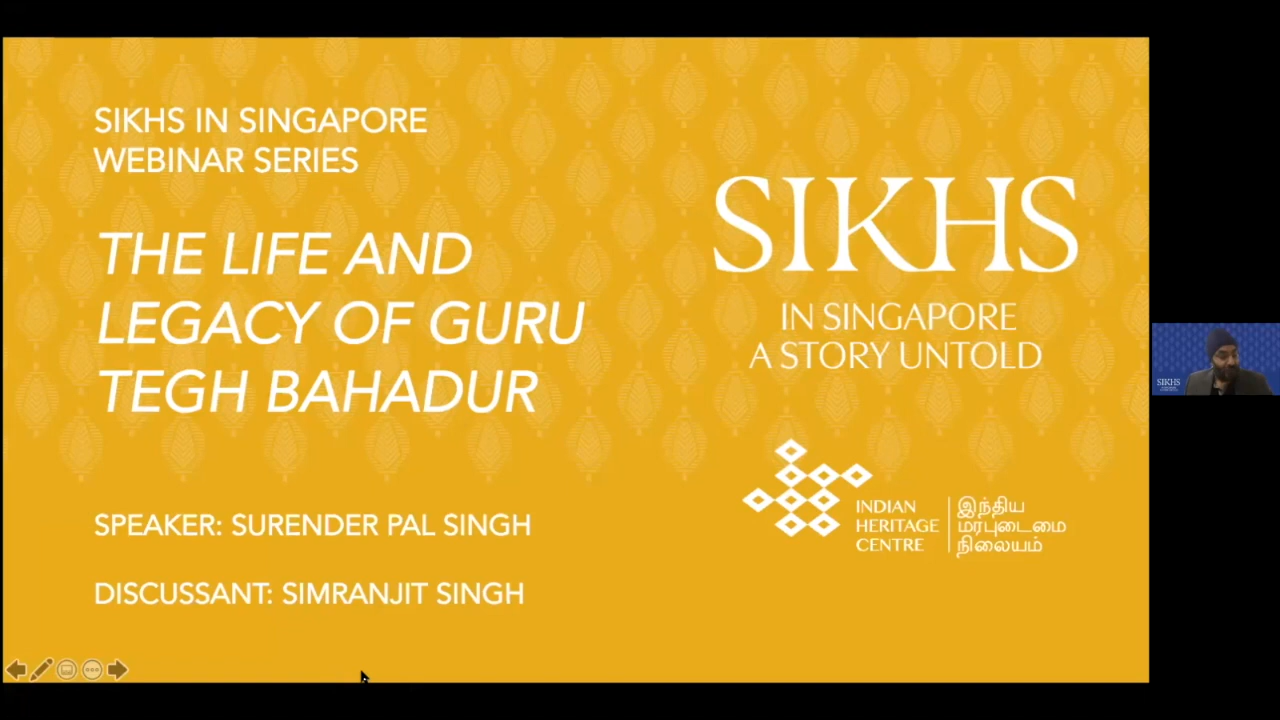 SIKHS IN SINGAPORE
WEBINAR SERIES
THE LIFE AND
LEGACY OF GURU
TEGH BAHADUR
SPEAKER: SURENDER PAL SINGH
DISCUSSANT: SIMRANJIT SINGH
SIKHS
IN SINGAPORE
A STORY UNTOLD
INDIAN
HERITAGE
CENTRE
இந்திய
மரபுடைமை
நிலையம்
SIKHS